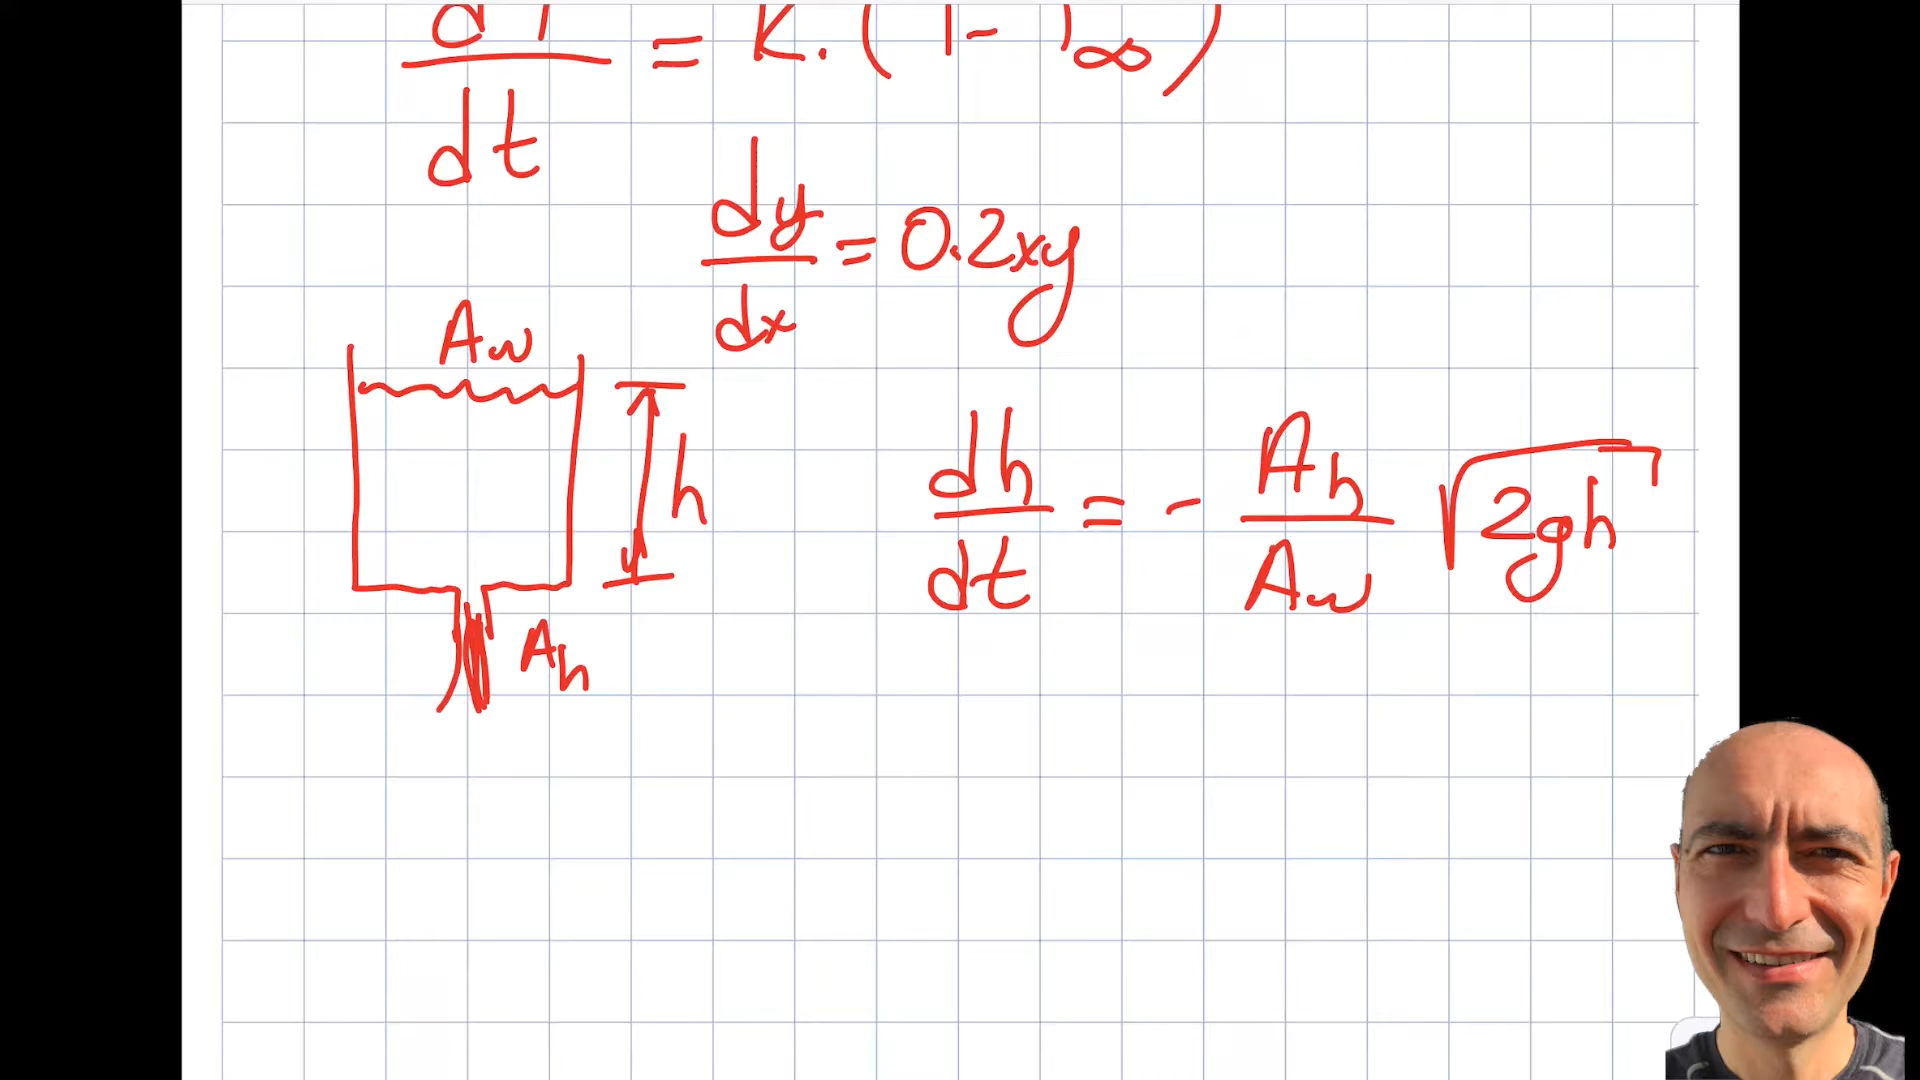 dT/dt = K.(T-T∞)
dy/dx = 0.2xy
Aw
h
dh/dt = - Ah/Aw √2gh
Ah